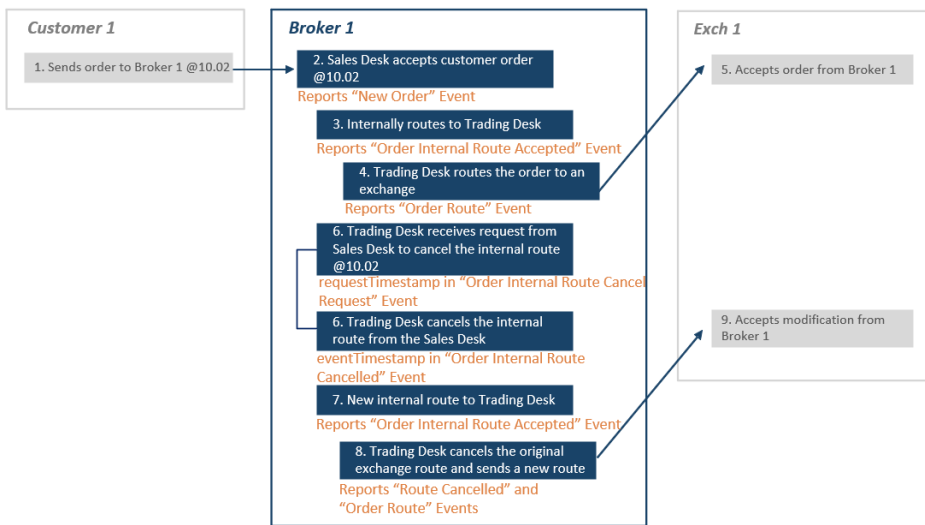 Customer 1
1. Sends order to Broker 1 @10.02
Broker 1
2. Sales Desk accepts customer order
@10.02
Reports “New Order” Event
3. Internally routes to Trading Desk
Reports “Order Internal Route Accepted” Event
4. Trading Desk routes the order to an
exchange
Reports “Order Route” Event
6. Trading Desk receives request from
Sales Desk to cancel the internal route
@10.02
requestTimestamp in “Order Internal Route Cancel
Request” Event
6. Trading Desk cancels the internal
route from the Sales Desk
eventTimestamp in “Order Internal Route
Cancelled” Event
7. New internal route to Trading Desk
Reports “Order Internal Route Accepted” Event
8. Trading Desk cancels the original
exchange route and sends a new route
Reports “Route Cancelled” and
“Order Route” Events
Exch 1
5. Accepts order from Broker 1
9. Accepts modification from
Broker 1